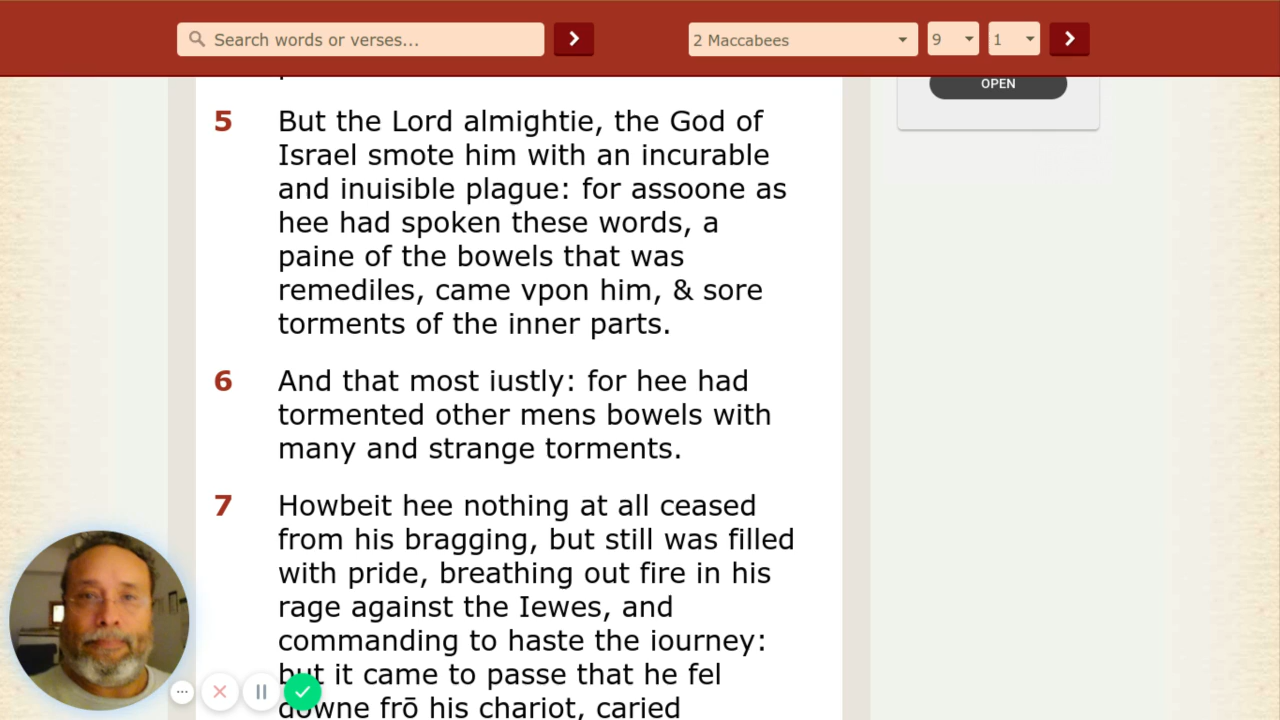 Search words or verses...
2 Maccabees
9
1
OPEN
5 But the Lord almightie, the God of
Israel smote him with an incurable
and inuisible plague: for assoone as
hee had spoken these words, a
paine of the bowels that was
remediles, came vpon him, & sore
torments of the inner parts.
6 And that most iustly: for hee had
tormented other mens bowels with
many and strange torments.
7 Howbeit hee nothing at all ceased
from his bragging, but still was filled
with pride, breathing out fire in his
rage against the Iewes, and
commanding to haste the iourney:
but it came to passe that he fel
downe frō his chariot, caried